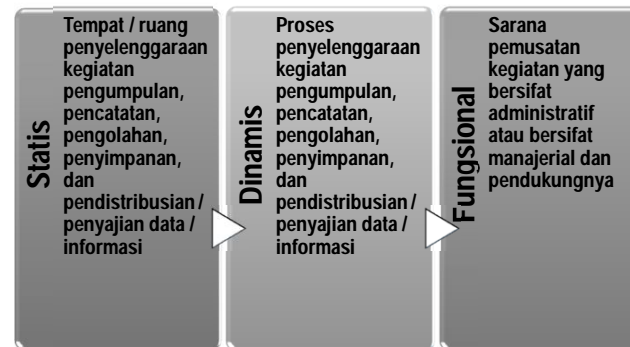 Statis
Tempat / ruang
penyelenggaraan
kegiatan
pengumpulan,
pencatatan,
pengolahan,
penyimpanan,
dan
pendistribusian /
penyajian data /
informasi
Dinamis
Proses
penyelenggaraan
kegiatan
pengumpulan,
pencatatan,
pengolahan,
penyimpanan,
dan
pendistribusian /
penyajian data /
informasi
Fungsional
Sarana
pemusatan
kegiatan yang
bersifat
administratif
atau bersifat
manajerial dan
pendukungnya